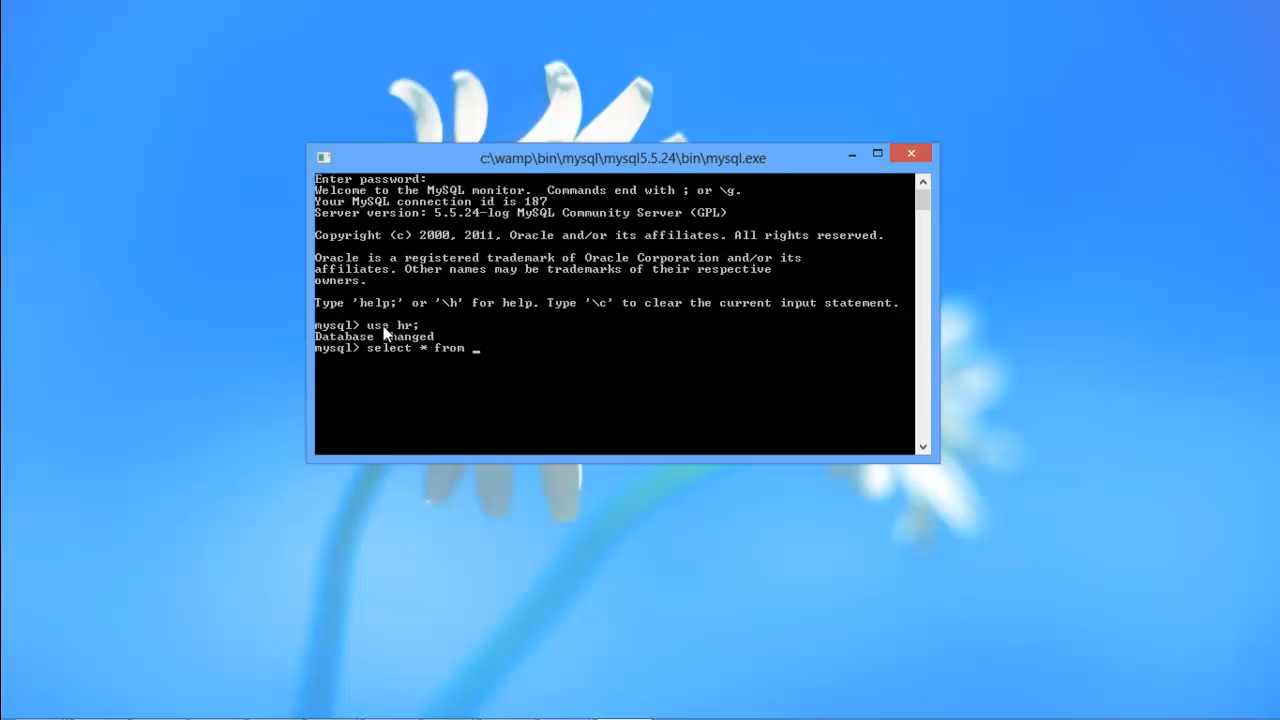 c:\wamp\bin\mysql\mysql5.5.24\bin\mysql.exe
Enter password:
Welcome to the MySQL monitor.  Commands end with ; or \g.
Your MySQL connection id is 187
Server version: 5.5.24-log MySQL Community Server (GPL)
Copyright (c) 2000, 2011, Oracle and/or its affiliates. All rights reserved.
Oracle is a registered trademark of Oracle Corporation and/or its
affiliates. Other names may be trademarks of their respective
owners.
Type 'help;' or '\h' for help. Type '\c' to clear the current input statement.
mysql> use hr;
Database changed
mysql> select * from _